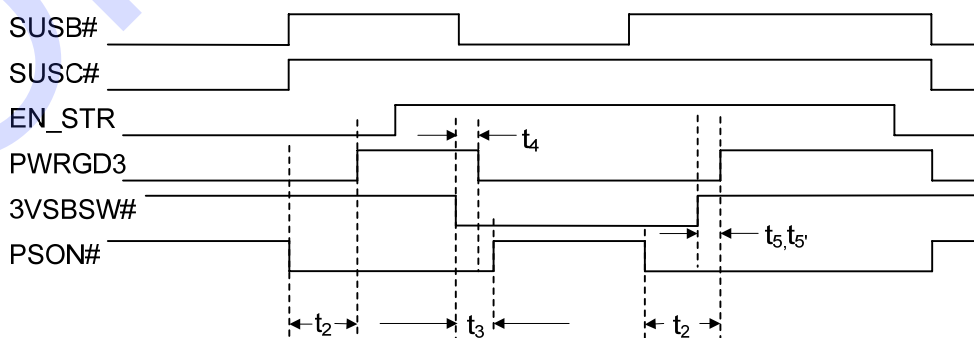 SUSB#
SUSC#
EN_STR
t4
PWRGD3
3VSBSW#
t5,t5'
PSON#
t2
t3
t2